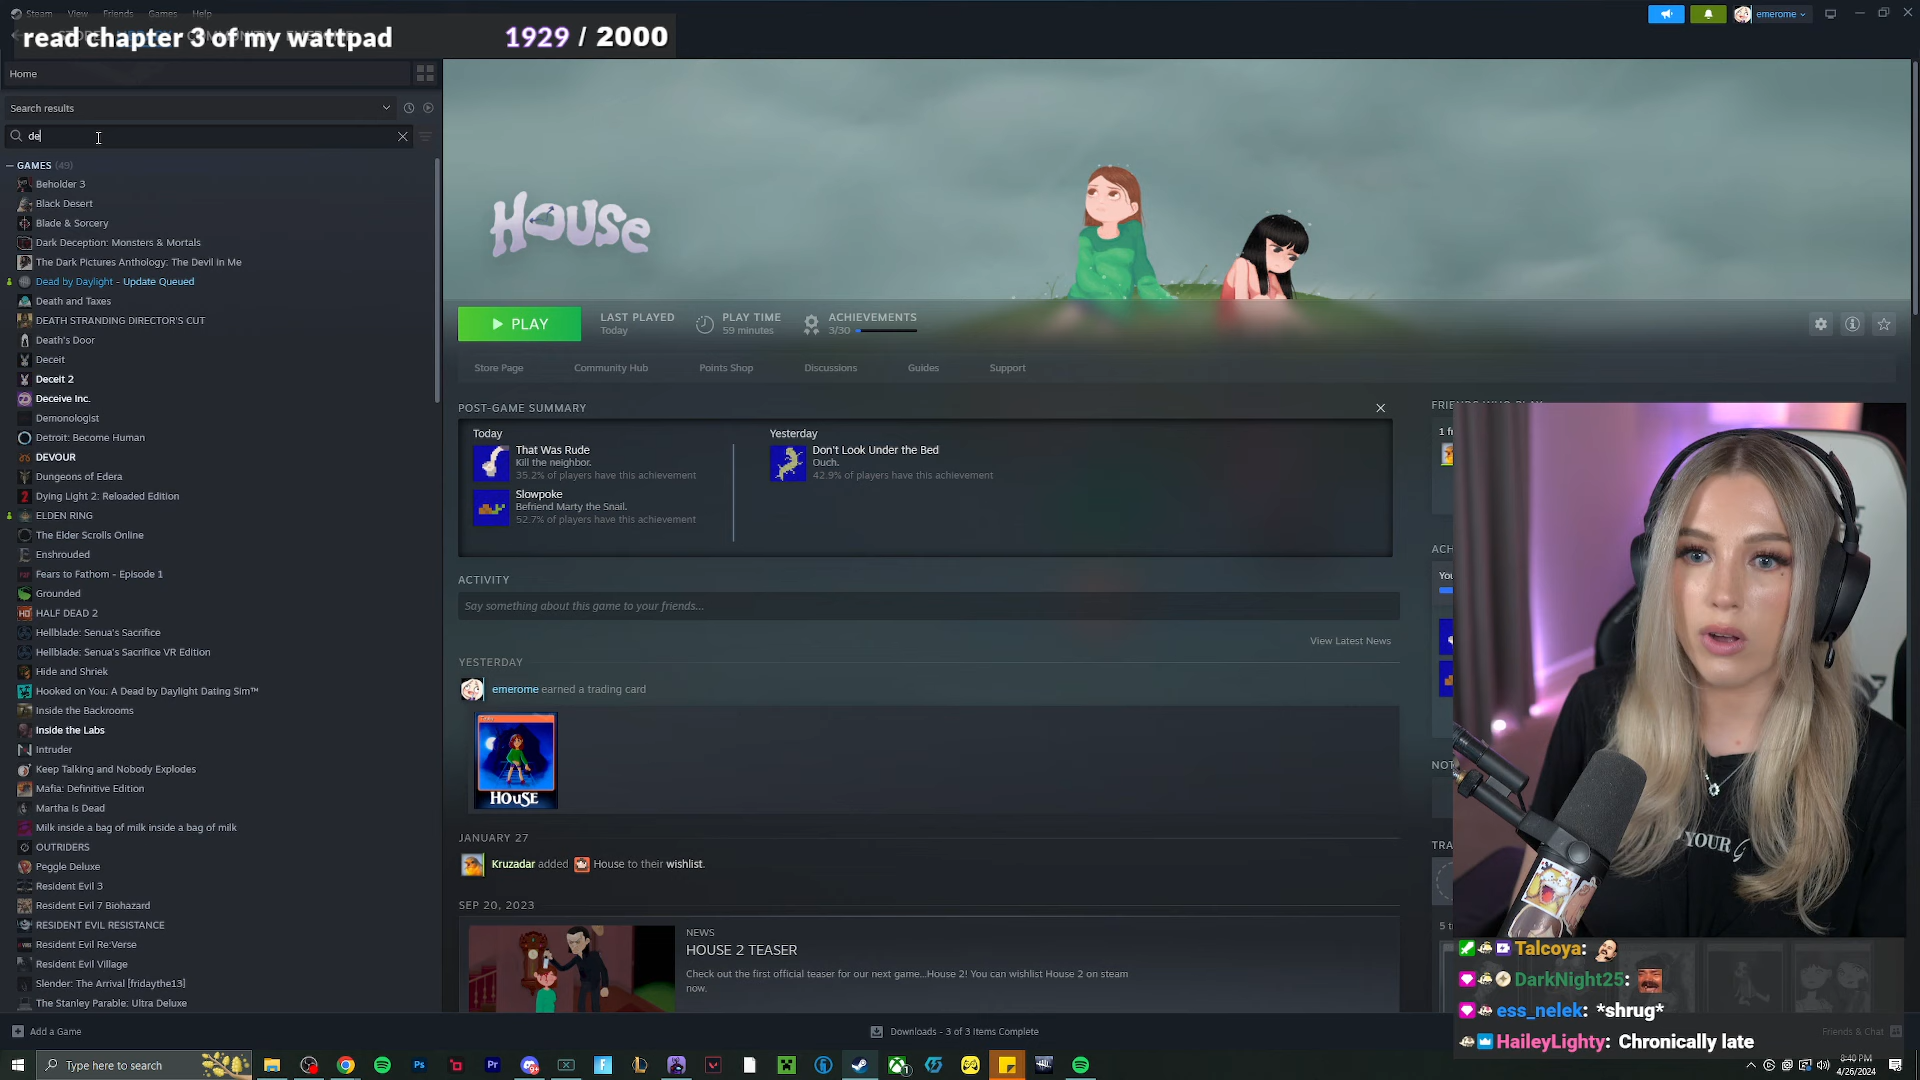 Steam View Friends Games Help
emerome
read chapter 3 of my wattpad 1929 / 2000
Home
Search results
de
GAMES (49)
Beholder 3
Black Desert
Blade & Sorcery
Dark Deception: Monsters & Mortals
The Dark Pictures Anthology: The Devil in Me
Dead by Daylight - Update Queued
Death and Taxes
DEATH STRANDING DIRECTOR'S CUT
Death's Door
Deceit
Deceit 2
Deceive Inc.
Demonologist
Detroit: Become Human
DEVOUR
Dungeons of Edera
Dying Light 2: Reloaded Edition
ELDEN RING
The Elder Scrolls Online
Enshrouded
Fears to Fathom - Episode 1
Grounded
HALF DEAD 2
Hellblade: Senua's Sacrifice
Hellblade: Senua's Sacrifice VR Edition
Hide and Shriek
Hooked on You: A Dead by Daylight Dating Sim™
Inside the Backrooms
Inside the Labs
Intruder
Keep Talking and Nobody Explodes
Mafia: Definitive Edition
Martha Is Dead
Milk inside a bag of milk inside a bag of milk
OUTRIDERS
Peggle Deluxe
Resident Evil 3
Resident Evil 7 Biohazard
RESIDENT EVIL RESISTANCE
Resident Evil Re:Verse
Resident Evil Village
Slender: The Arrival [fridaythe13]
The Stanley Parable: Ultra Deluxe
Add a Game
HOUSE
PLAY
LAST PLAYED
Today
PLAY TIME
59 minutes
ACHIEVEMENTS
3/30
Store Page Community Hub Points Shop Discussions Guides Support
POST-GAME SUMMARY
Today
That Was Rude
Kill the neighbor.
35.2% of players have this achievement
Slowpoke
Befriend Marty the Snail.
52.7% of players have this achievement
Yesterday
Don't Look Under the Bed
Ouch.
42.9% of players have this achievement
ACTIVITY
Say something about this game to your friends...
View Latest News
YESTERDAY
emerome earned a trading card
HOUSE
JANUARY 27
Kruzadar added House to their wishlist.
SEP 20, 2023
NEWS
HOUSE 2 TEASER
Check out the first official teaser for our next game...House 2! You can wishlist House 2 on steam
now.
Downloads - 3 of 3 Items Complete
YOUR
Talcoya:
DarkNight25:
ess_nelek: *shrug*
HaileyLighty: Chronically late
Friends & Chat
Type here to search
8:40 PM
4/26/2024